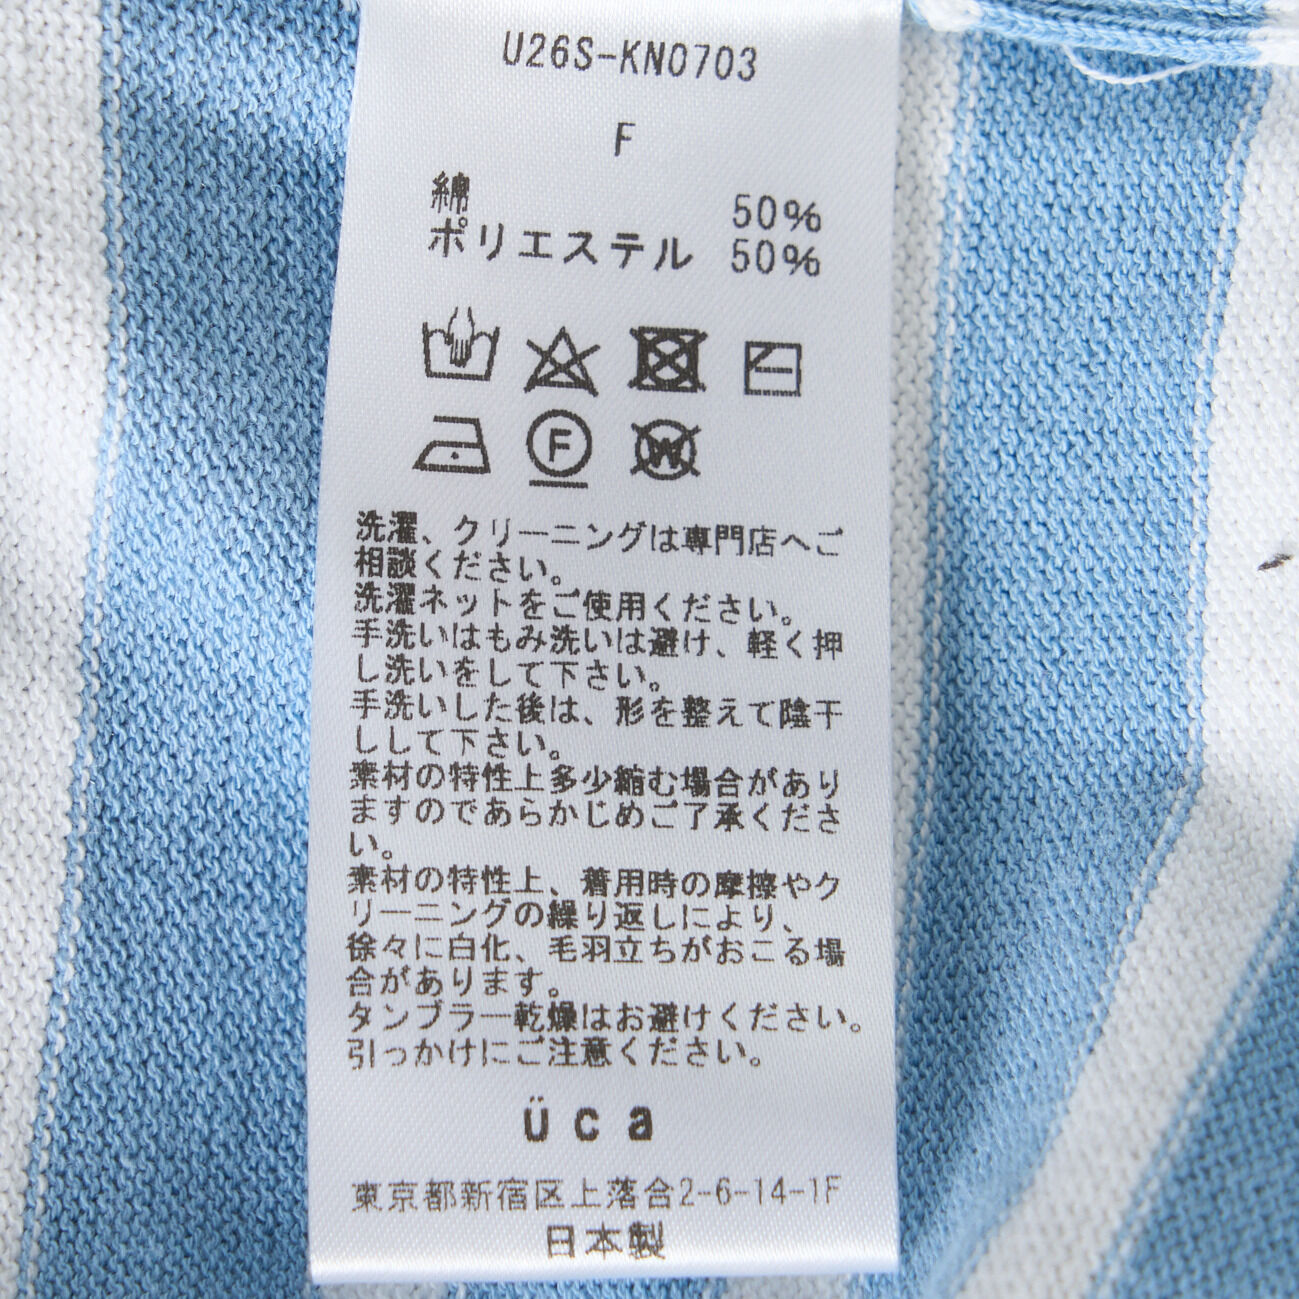 U26S-KN0703
F
綿 50%
ポリエステル 50%
F
W
洗濯、クリーニングは専門店へご
相談ください。
洗濯ネットをご使用ください。
手洗いはもみ洗いは避け、軽く押
し洗いをして下さい。
手洗いした後は、形を整えて陰干
ししして下さい。
素材の特性上多少縮む場合があり
ますのであらかじめご了承くださ
い。
素材の特性上、着用時の摩擦やク
リーニングの繰り返しにより、
徐々に白化、毛羽立ちがおこる場
合があります。
タンブラー乾燥はお避けください。
引っかけにご注意ください。
üca
東京都新宿区上落合2-6-14-1F
日本製